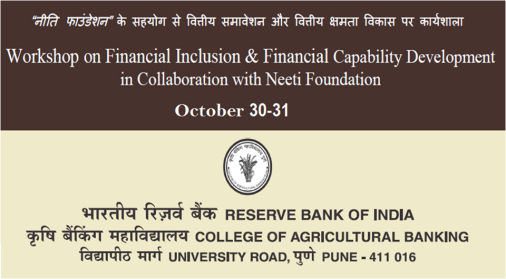 "नीति फाउंडेशन" के सहयोग से वित्तीय समावेशन और वित्तीय क्षमता विकास पर कार्यशाला
Workshop on Financial Inclusion & Financial Capability Development
in Collaboration with Neeti Foundation
October 30-31
भारतीय रिज़र्व बैंक RESERVE BANK OF INDIA
कृषि बैंकिंग महाविद्यालय COLLEGE OF AGRICULTURAL BANKING
विद्यापीठ मार्ग UNIVERSITY ROAD, पुणे PUNE - 411 016